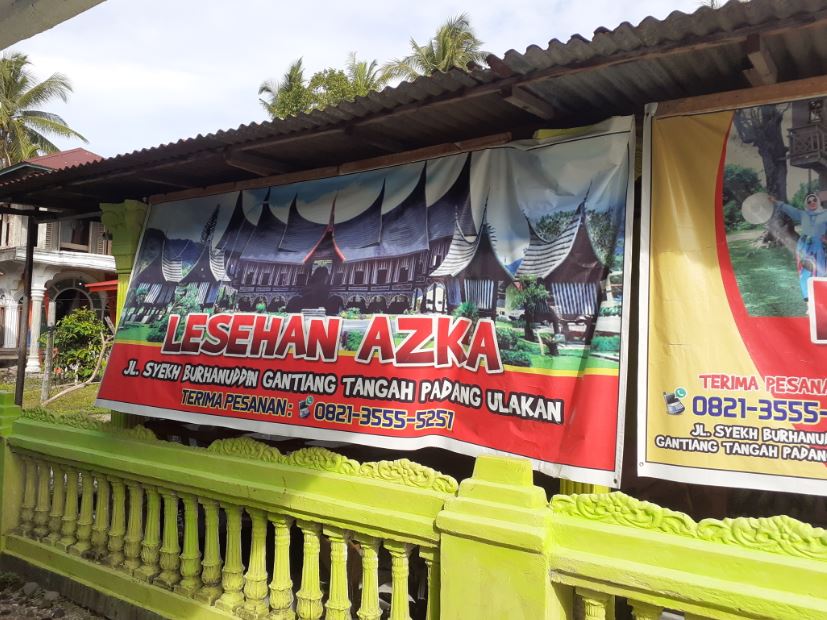 LESEHAN AZKA
JL. SYEKH BURHANUDDIN GANTIANG TANGAH PADANG ULAKAN
TERIMA PESANAN : 0821-3555-5251
TERIMA PESANA
0821-3555-
JL. SYEKH BURHANU
GANTIANG TANGAH PADANG